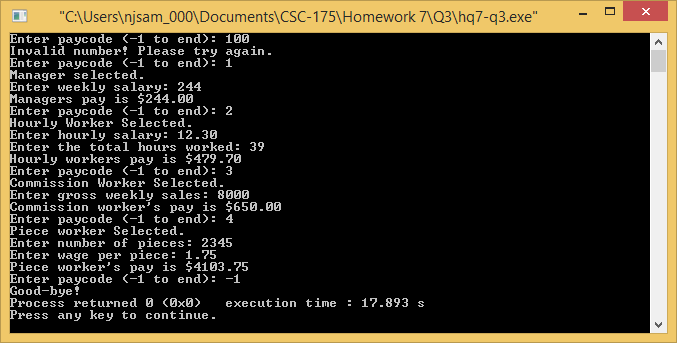 "C:\Users\njsam_000\Documents\CSC-175\Homework 7\Q3\hq7-q3.exe"
Enter paycode (-1 to end): 100
Invalid number! Please try again.
Enter paycode (-1 to end): 1
Manager selected.
Enter weekly salary: 244
Managers pay is $244.00
Enter paycode (-1 to end): 2
Hourly Worker Selected.
Enter hourly salary: 12.30
Enter the total hours worked: 39
Hourly workers pay is $479.70
Enter paycode (-1 to end): 3
Commission Worker Selected.
Enter gross weekly sales: 8000
Commission worker's pay is $650.00
Enter paycode (-1 to end): 4
Piece worker Selected.
Enter number of pieces: 2345
Enter wage per piece: 1.75
Piece worker's pay is $4103.75
Enter paycode (-1 to end): -1
Good-bye!
Process returned 0 (0x0)   execution time : 17.893 s
Press any key to continue.